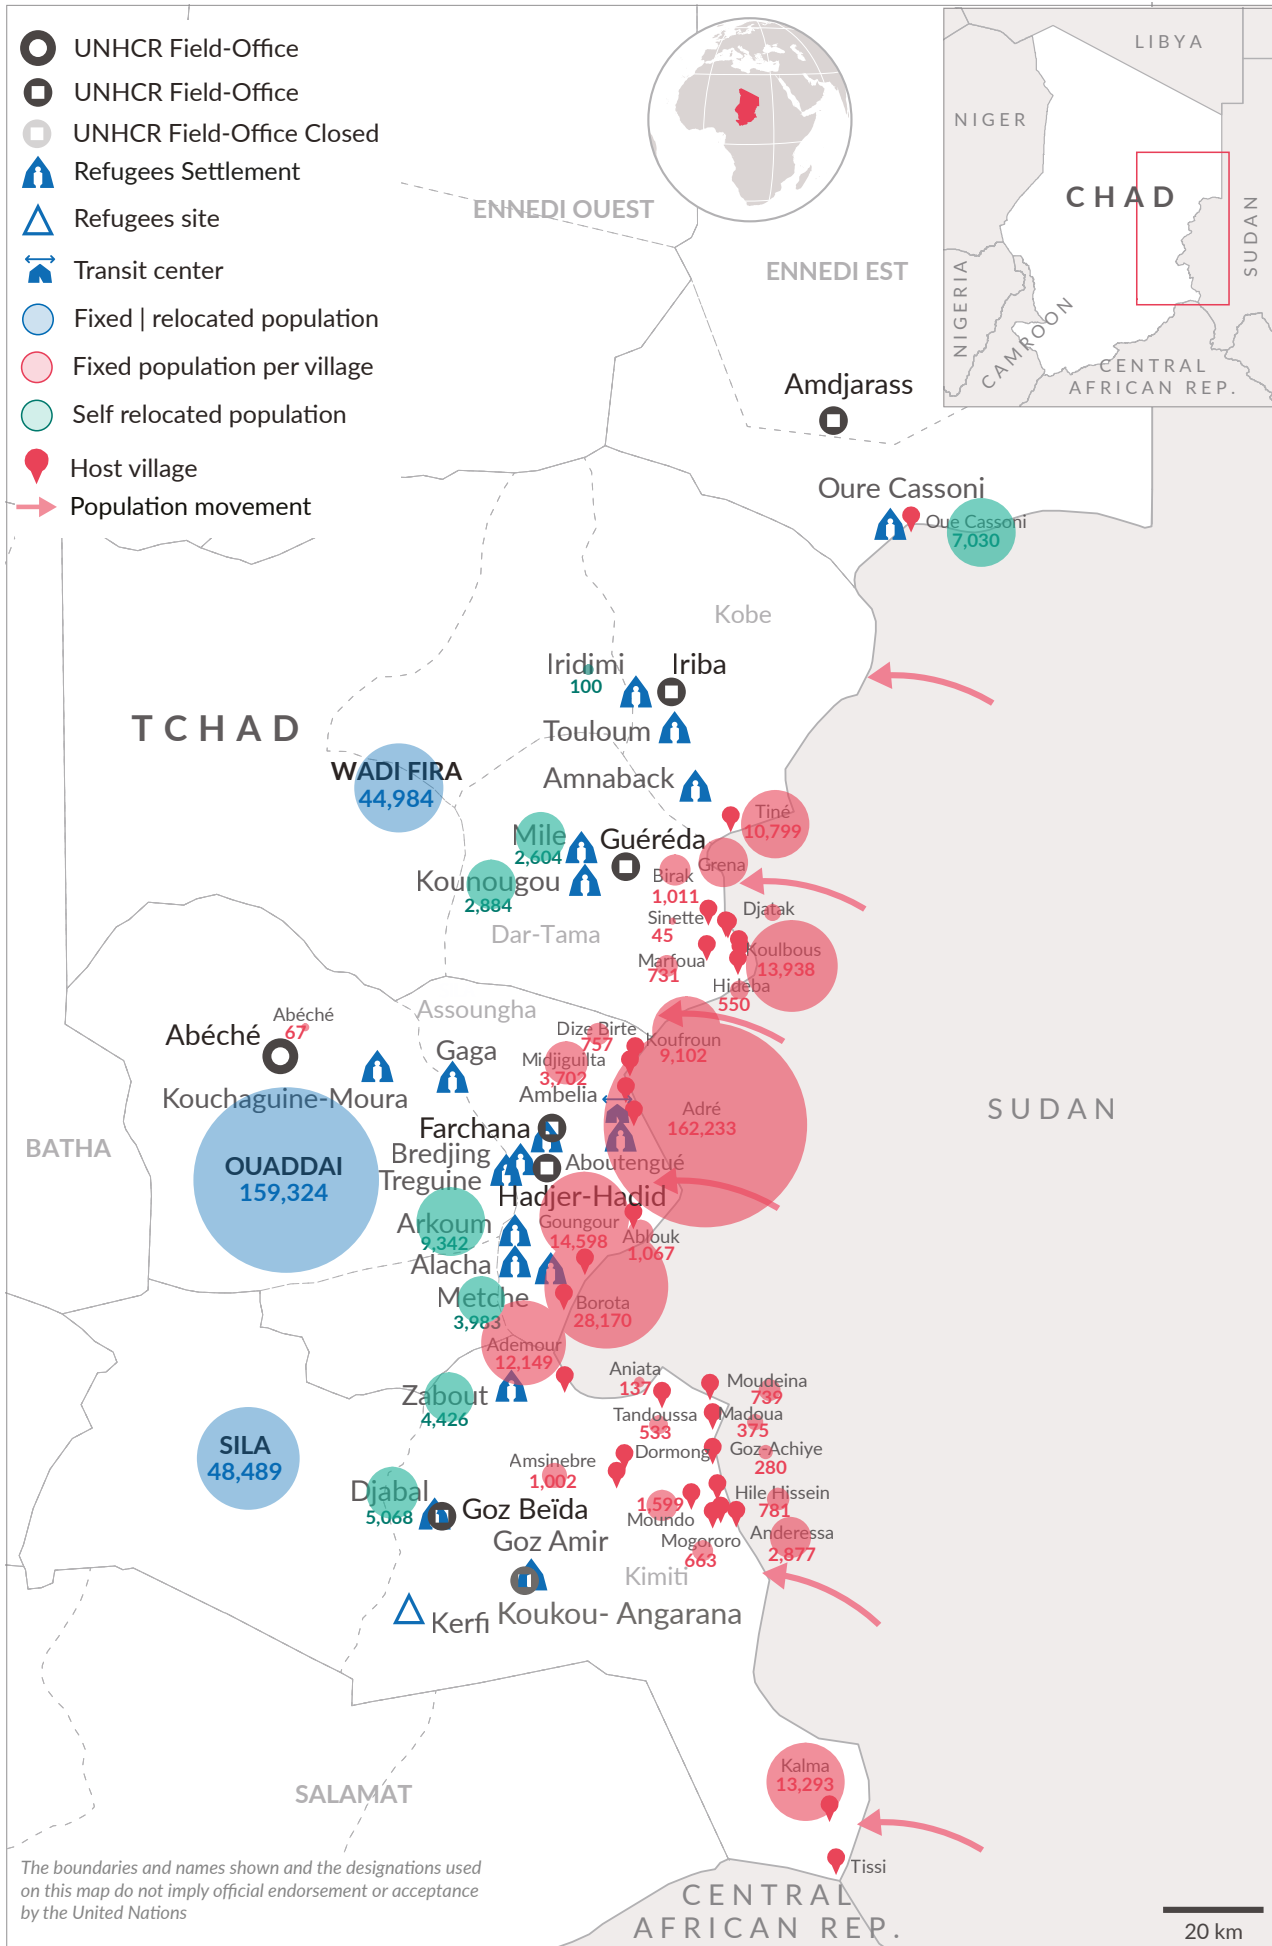 UNHCR Field-Office
UNHCR Field-Office
UNHCR Field-Office Closed
Refugees Settlement
Refugees site
Transit center
Fixed | relocated population
Fixed population per village
Self relocated population
Host village
Population movement
LIBYA
NIGER
CHAD
SUDAN
NIGERIA
CAMROON
CENTRAL
AFRICAN REP.
ENNEDI OUEST
ENNEDI EST
Amdjarass
Oure Cassoni
Oue Cassoni
7,030
Kobe
Iridimi
100
Iriba
TCHAD
Touloum
WADI FIRA
44,984
Amnaback
Tiné
10,799
Mile
2,604
Guéréda
Grena
Kounougou
2,884
Birak
1,011
Sinette
45
Djatak
Dar-Tama
Marfoua
731
Koulbous
13,938
Hideba
550
Assoungha
Abéché
67
Abéché
Dize Birte
757
Koufroun
9,102
Gaga
Midjiguilta
3,702
Ambelia
Kouchaguine-Moura
Adré
162,233
SUDAN
Farchana
BATHA
Bredjing
Aboutengué
OUADDAI
159,324
Treguine
Hadjer-Hadid
Arkoum
9,342
Goungour
14,598
Ablouk
1,067
Alacha
Metche
3,983
Borota
28,170
Ademour
12,149
Aniata
137
Moudeina
739
Zabout
4,426
Tandoussa
533
Madoua
375
SILA
48,489
Dormong
Goz-Achiye
280
Amsinebre
1,002
Djabal
5,068
1,599
Moundo
Hile Hissein
781
Goz Beïda
Mogororo
663
Anderessa
2,877
Goz Amir
Kimiti
Kerfi
Koukou- Angarana
Kalma
13,293
SALAMAT
Tissi
The boundaries and names shown and the designations used
on this map do not imply official endorsement or acceptance
by the United Nations
CENTRAL
AFRICAN REP.
20 km